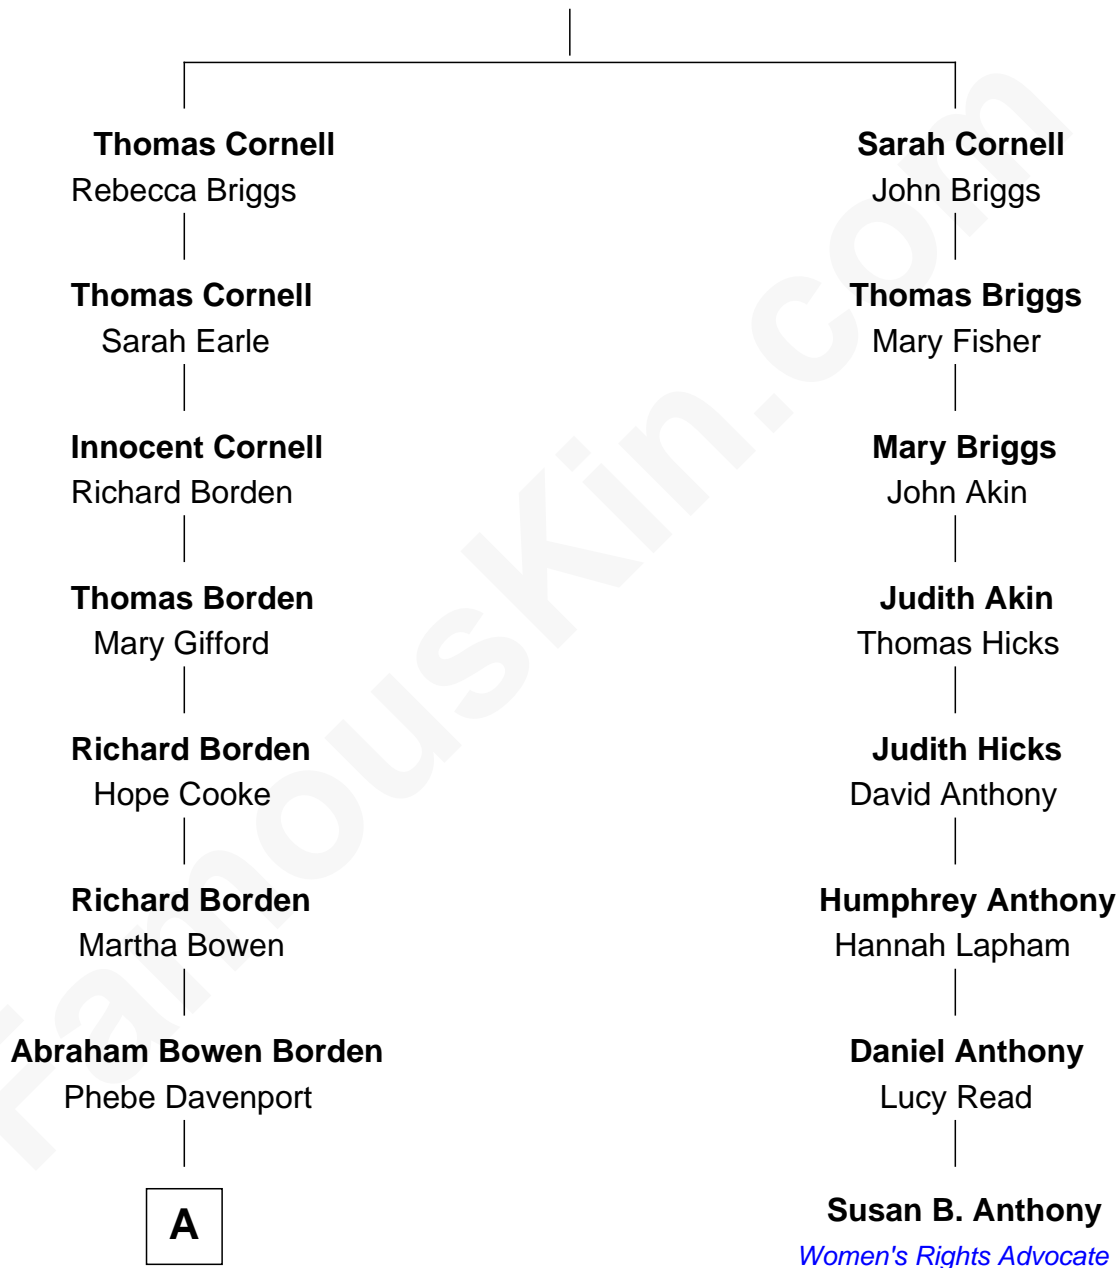 Thomas Cornell
Rebecca Briggs
Thomas Cornell
Sarah Earle
Innocent Cornell
Richard Borden
Thomas Borden
Mary Gifford
Richard Borden
Hope Cooke
Richard Borden
Martha Bowen
Abraham Bowen Borden
Phebe Davenport
A
Sarah Cornell
John Briggs
Thomas Briggs
Mary Fisher
Mary Briggs
John Akin
Judith Akin
Thomas Hicks
Judith Hicks
David Anthony
Humphrey Anthony
Hannah Lapham
Daniel Anthony
Lucy Read
Susan B. Anthony
Women's Rights Advocate
FamousKin.com